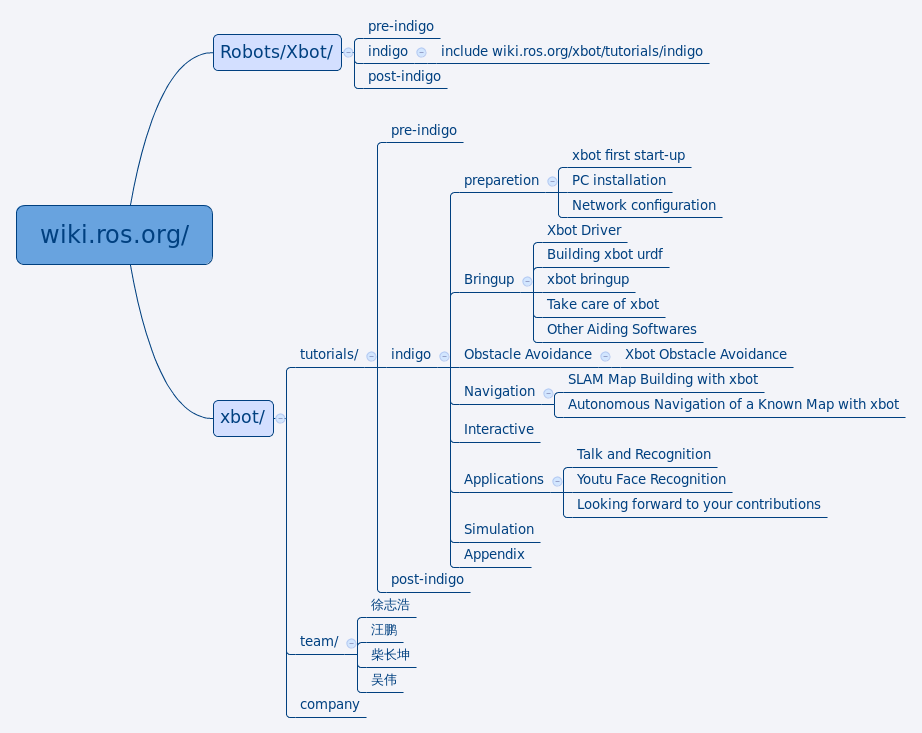 wiki.ros.org/
Robots/Xbot/
pre-indigo
indigo
include wiki.ros.org/xbot/tutorials/indigo
post-indigo
xbot/
tutorials/
pre-indigo
indigo
preparetion
xbot first start-up
PC installation
Network configuration
Bringup
Xbot Driver
Building xbot urdf
xbot bringup
Take care of xbot
Other Aiding Softwares
Obstacle Avoidance
Xbot Obstacle Avoidance
Navigation
SLAM Map Building with xbot
Autonomous Navigation of a Known Map with xbot
Interactive
Applications
Talk and Recognition
Youtu Face Recognition
Looking forward to your contributions
Simulation
Appendix
post-indigo
team/
徐志浩
汪鹏
柴长坤
吴伟
company